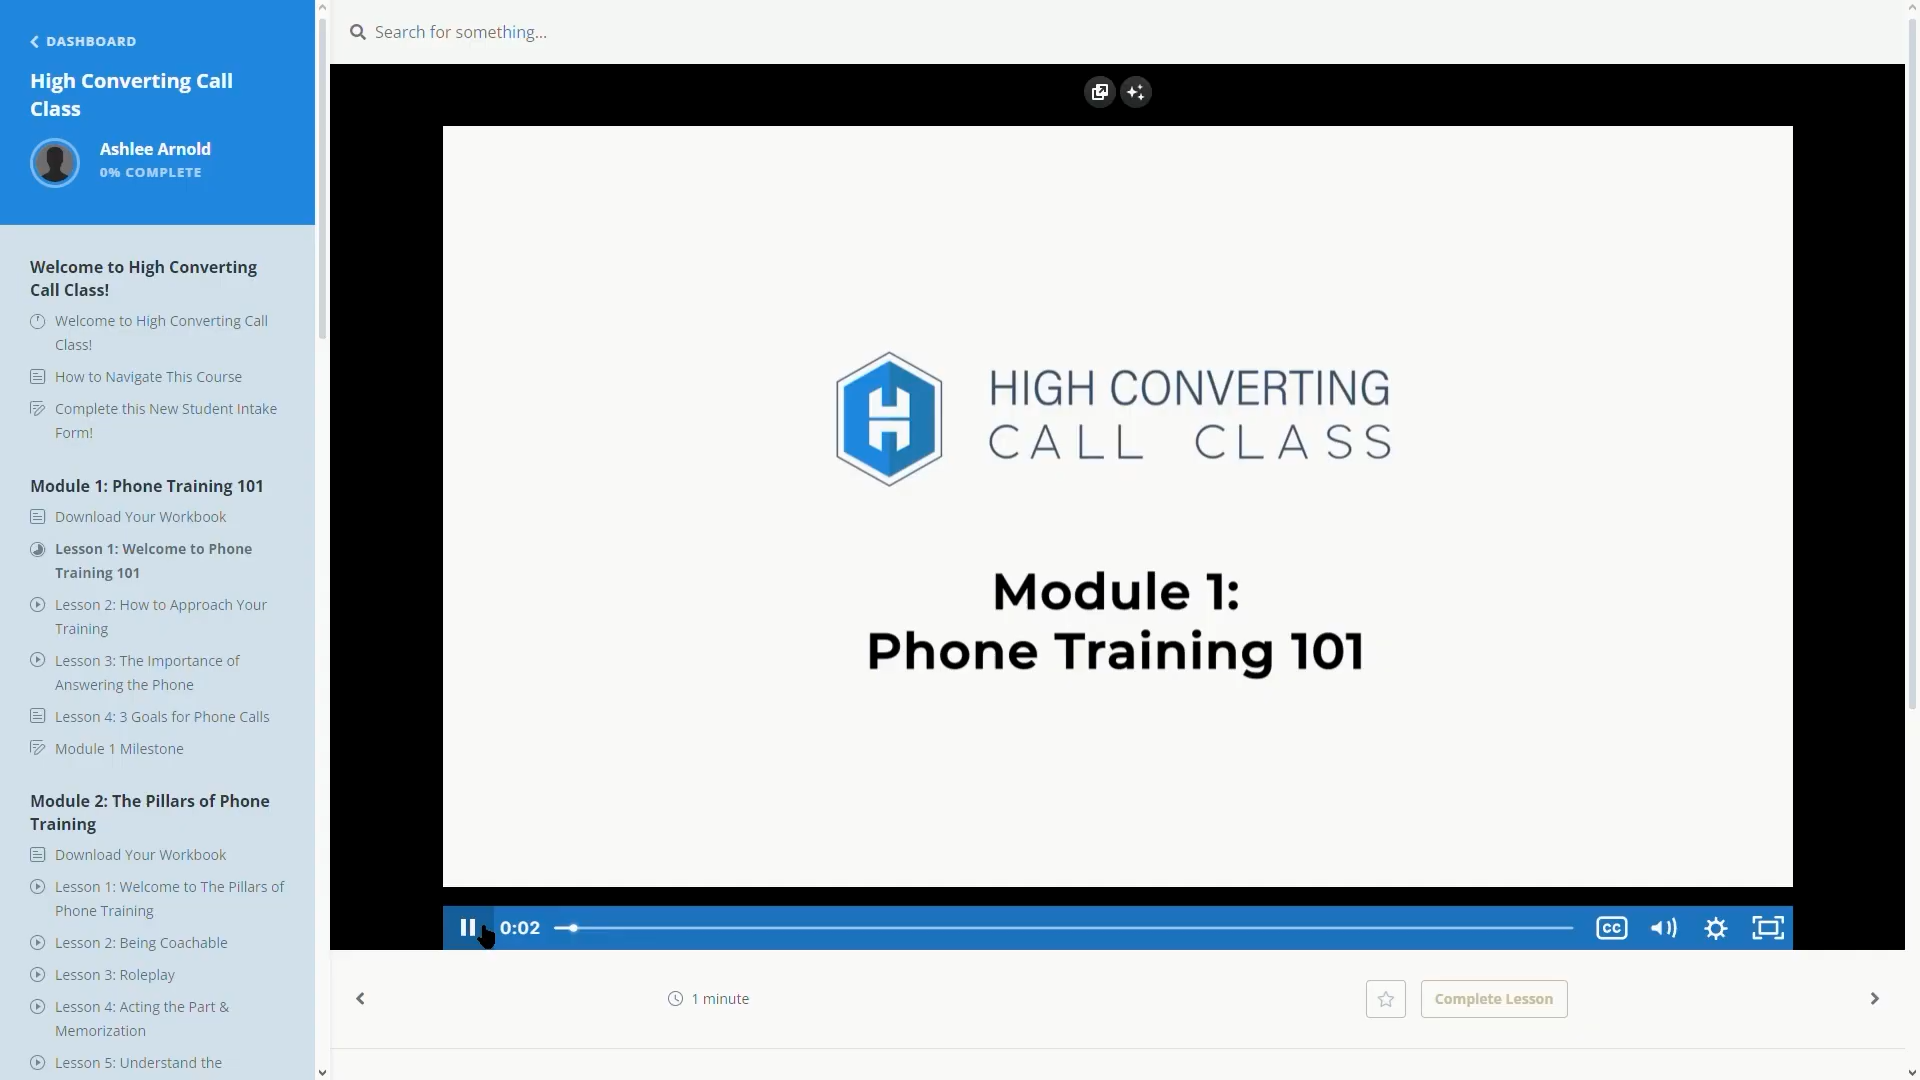 DASHBOARD
High Converting Call
Class
Ashlee Arnold
0% COMPLETE
Welcome to High Converting
Call Class!
Welcome to High Converting Call
Class!
How to Navigate This Course
Complete this New Student Intake
Form!
Module 1: Phone Training 101
Download Your Workbook
Lesson 1: Welcome to Phone
Training 101
Lesson 2: How to Approach Your
Training
Lesson 3: The Importance of
Answering the Phone
Lesson 4: 3 Goals for Phone Calls
Module 1 Milestone
Module 2: The Pillars of Phone
Training
Download Your Workbook
Lesson 1: Welcome to The Pillars of
Phone Training
Lesson 2: Being Coachable
Lesson 3: Roleplay
Lesson 4: Acting the Part &
Memorization
Lesson 5: Understand the
Search for something...
H
HIGH CONVERTING
CALL CLASS
Module 1:
Phone Training 101
0:02
CC
1 minute
Complete Lesson